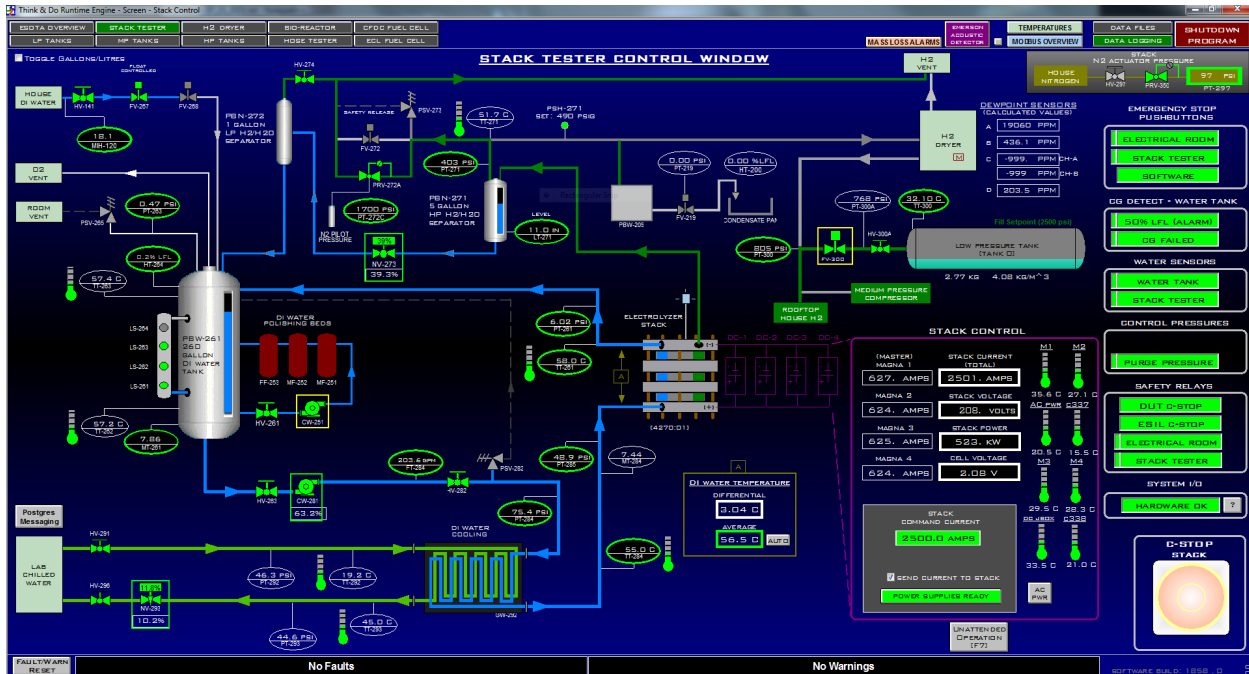 Think & Do Runtime Engine - Screen - Stack Control
ESOTA OVERVIEW
STACK TESTER
H2 DRYER
BIO-REACTOR
CFDC FUEL CELL
LP TANKS
MP TANKS
HP TANKS
HOSE TESTER
ECL FUEL CELL
MASS LOSS ALARMS
EMERSON
ACOUSTIC
DETECTOR
TEMPERATURES
MODBUS OVERVIEW
DATA FILES
DATA LOGGING
SHUTDOWN
PROGRAM
TOGGLE GALLONS/LITRES
STACK TESTER CONTROL WINDOW
HOUSE
DI WATER
HV-141
FLOAT
CONTROLLED
FV-267
FV-268
18.1
MIH-120
O2
VENT
ROOM
VENT
PSV-265
0.47 PSI
PT-263
0.2% LFL
HT-264
57.4 C
TT-263
LS-264
LS-263
LS-262
LS-261
PBW-261
260
GALLON
DI WATER
TANK
57.2 C
TT-262
7.86
MT-261
PBN-272
1 GALLON
LP H2/H2O
SEPARATOR
HV-274
SAFETY RELEASE
PSV-273
FV-272
PRV-272A
1700 PSI
PT-272C
N2 PILOT
PRESSURE
39%
NV-273
39.3%
403 PSI
PT-271
51.7 C
TT-271
PBN-271
5 GALLON
HP H2/H2O
SEPARATOR
LEVEL
11.0 IN
LT-271
PSH-271
SET: 490 PSIG
PBW-205
0.00 PSI
PT-219
FV-219
0.00 %LFL
HT-200
CONDENSATE PAN
H2
VENT
H2
DRYER
M
DEWPOINT SENSORS
(CALCULATED VALUES)
A 19060 PPM
B 436.1 PPM
C -999. PPM CH-A
-999 PPM CH-B
D 203.5 PPM
STACK
N2 ACTUATOR PRESSURE
HOUSE
NITROGEN
HV-297
PRV-350
97 PSI
PT-297
805 PSI
PT-300
FV-300
768 PSI
PT-300A
HV-300A
32.10 C
TT-300
Fill Setpoint (2500 psi)
LOW PRESSURE TANK
(TANK D)
2.77 KG 4.08 KG/M^3
MEDIUM PRESSURE
COMPRESSOR
ROOFTOP
HOUSE H2
DI WATER
POLISHING BEDS
FF-253
MF-252
MF-251
HV-261
CW-251
HV-262
CW-281
63.2%
203.6 GPM
FT-284
HV-282
PSV-282
75.4 PSI
PT-284
48.9 PSI
PT-285
7.44
MT-284
6.02 PSI
PT-261
58.0 C
TT-261
ELECTROLYZER
STACK
(-)
A
(+)
(4270:01)
DC-1 DC-2 DC-3 DC-4
A
DI WATER TEMPERATURE
DIFFERENTIAL
3.04 C
AVERAGE
56.5 C
AUTO
DI WATER
COOLING
GW-292
55.0 C
TT-284
Postgres
Messaging
LAB
CHILLED
WATER
HV-291
HV-296
11.8%
NV-293
10.2%
46.3 PSI
PT-292
19.2 C
TT-292
44.6 PSI
PT-293
45.0 C
TT-293
STACK CONTROL
(MASTER)
MAGNA 1
627. AMPS
MAGNA 2
624. AMPS
MAGNA 3
625. AMPS
MAGNA 4
624. AMPS
STACK CURRENT
(TOTAL)
2501. AMPS
STACK VOLTAGE
208. VOLTS
STACK POWER
523. KW
CELL VOLTAGE
2.08 V
M1
35.6 C
M2
27.1 C
AC PWR
20.5 C
C337
15.5 C
M3
29.5 C
M4
28.3 C
DC JBOX
33.5 C
C338
21.0 C
STACK
COMMAND CURRENT
2500.0 AMPS
SEND CURRENT TO STACK
POWER SUPPLIES READY
AC
PWR
UNATTENDED
OPERATION
(F7)
EMERGENCY STOP
PUSHBUTTONS
ELECTRICAL ROOM
STACK TESTER
SOFTWARE
CG DETECT - WATER TANK
50% LFL (ALARM)
CG FAILED
WATER SENSORS
WATER TANK
STACK TESTER
CONTROL PRESSURES
PURGE PRESSURE
SAFETY RELAYS
DUT C-STOP
ESIL C-STOP
ELECTRICAL ROOM
STACK TESTER
SYSTEM I/O
HARDWARE OK
?
C-STOP
STACK
FAULT/WARN
RESET
No Faults
No Warnings
SOFTWARE BUILD: 1858 . 0